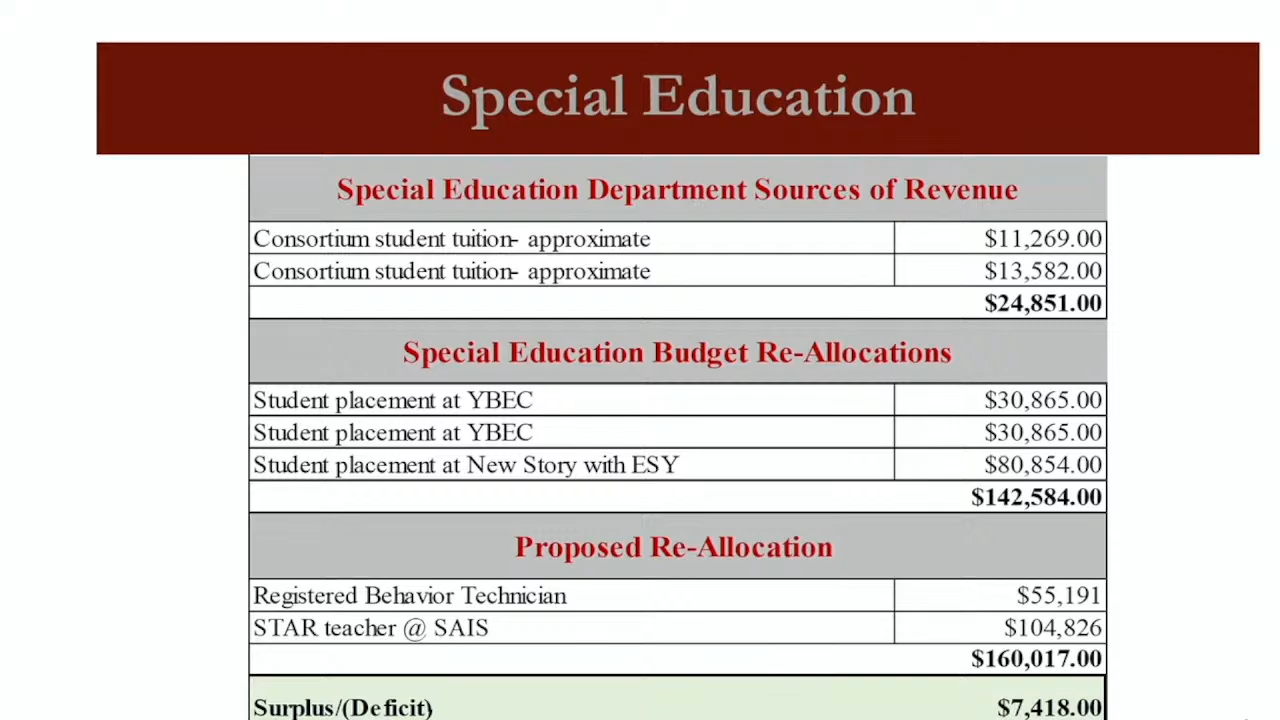 Special Education
Special Education Department Sources of Revenue
Consortium student tuition- approximate $11,269.00
Consortium student tuition- approximate $13,582.00
$24,851.00
Special Education Budget Re-Allocations
Student placement at YBEC $30,865.00
Student placement at YBEC $30,865.00
Student placement at New Story with ESY $80,854.00
$142,584.00
Proposed Re-Allocation
Registered Behavior Technician $55,191
STAR teacher @ SAIS $104,826
$160,017.00
Surplus/(Deficit) $7,418.00